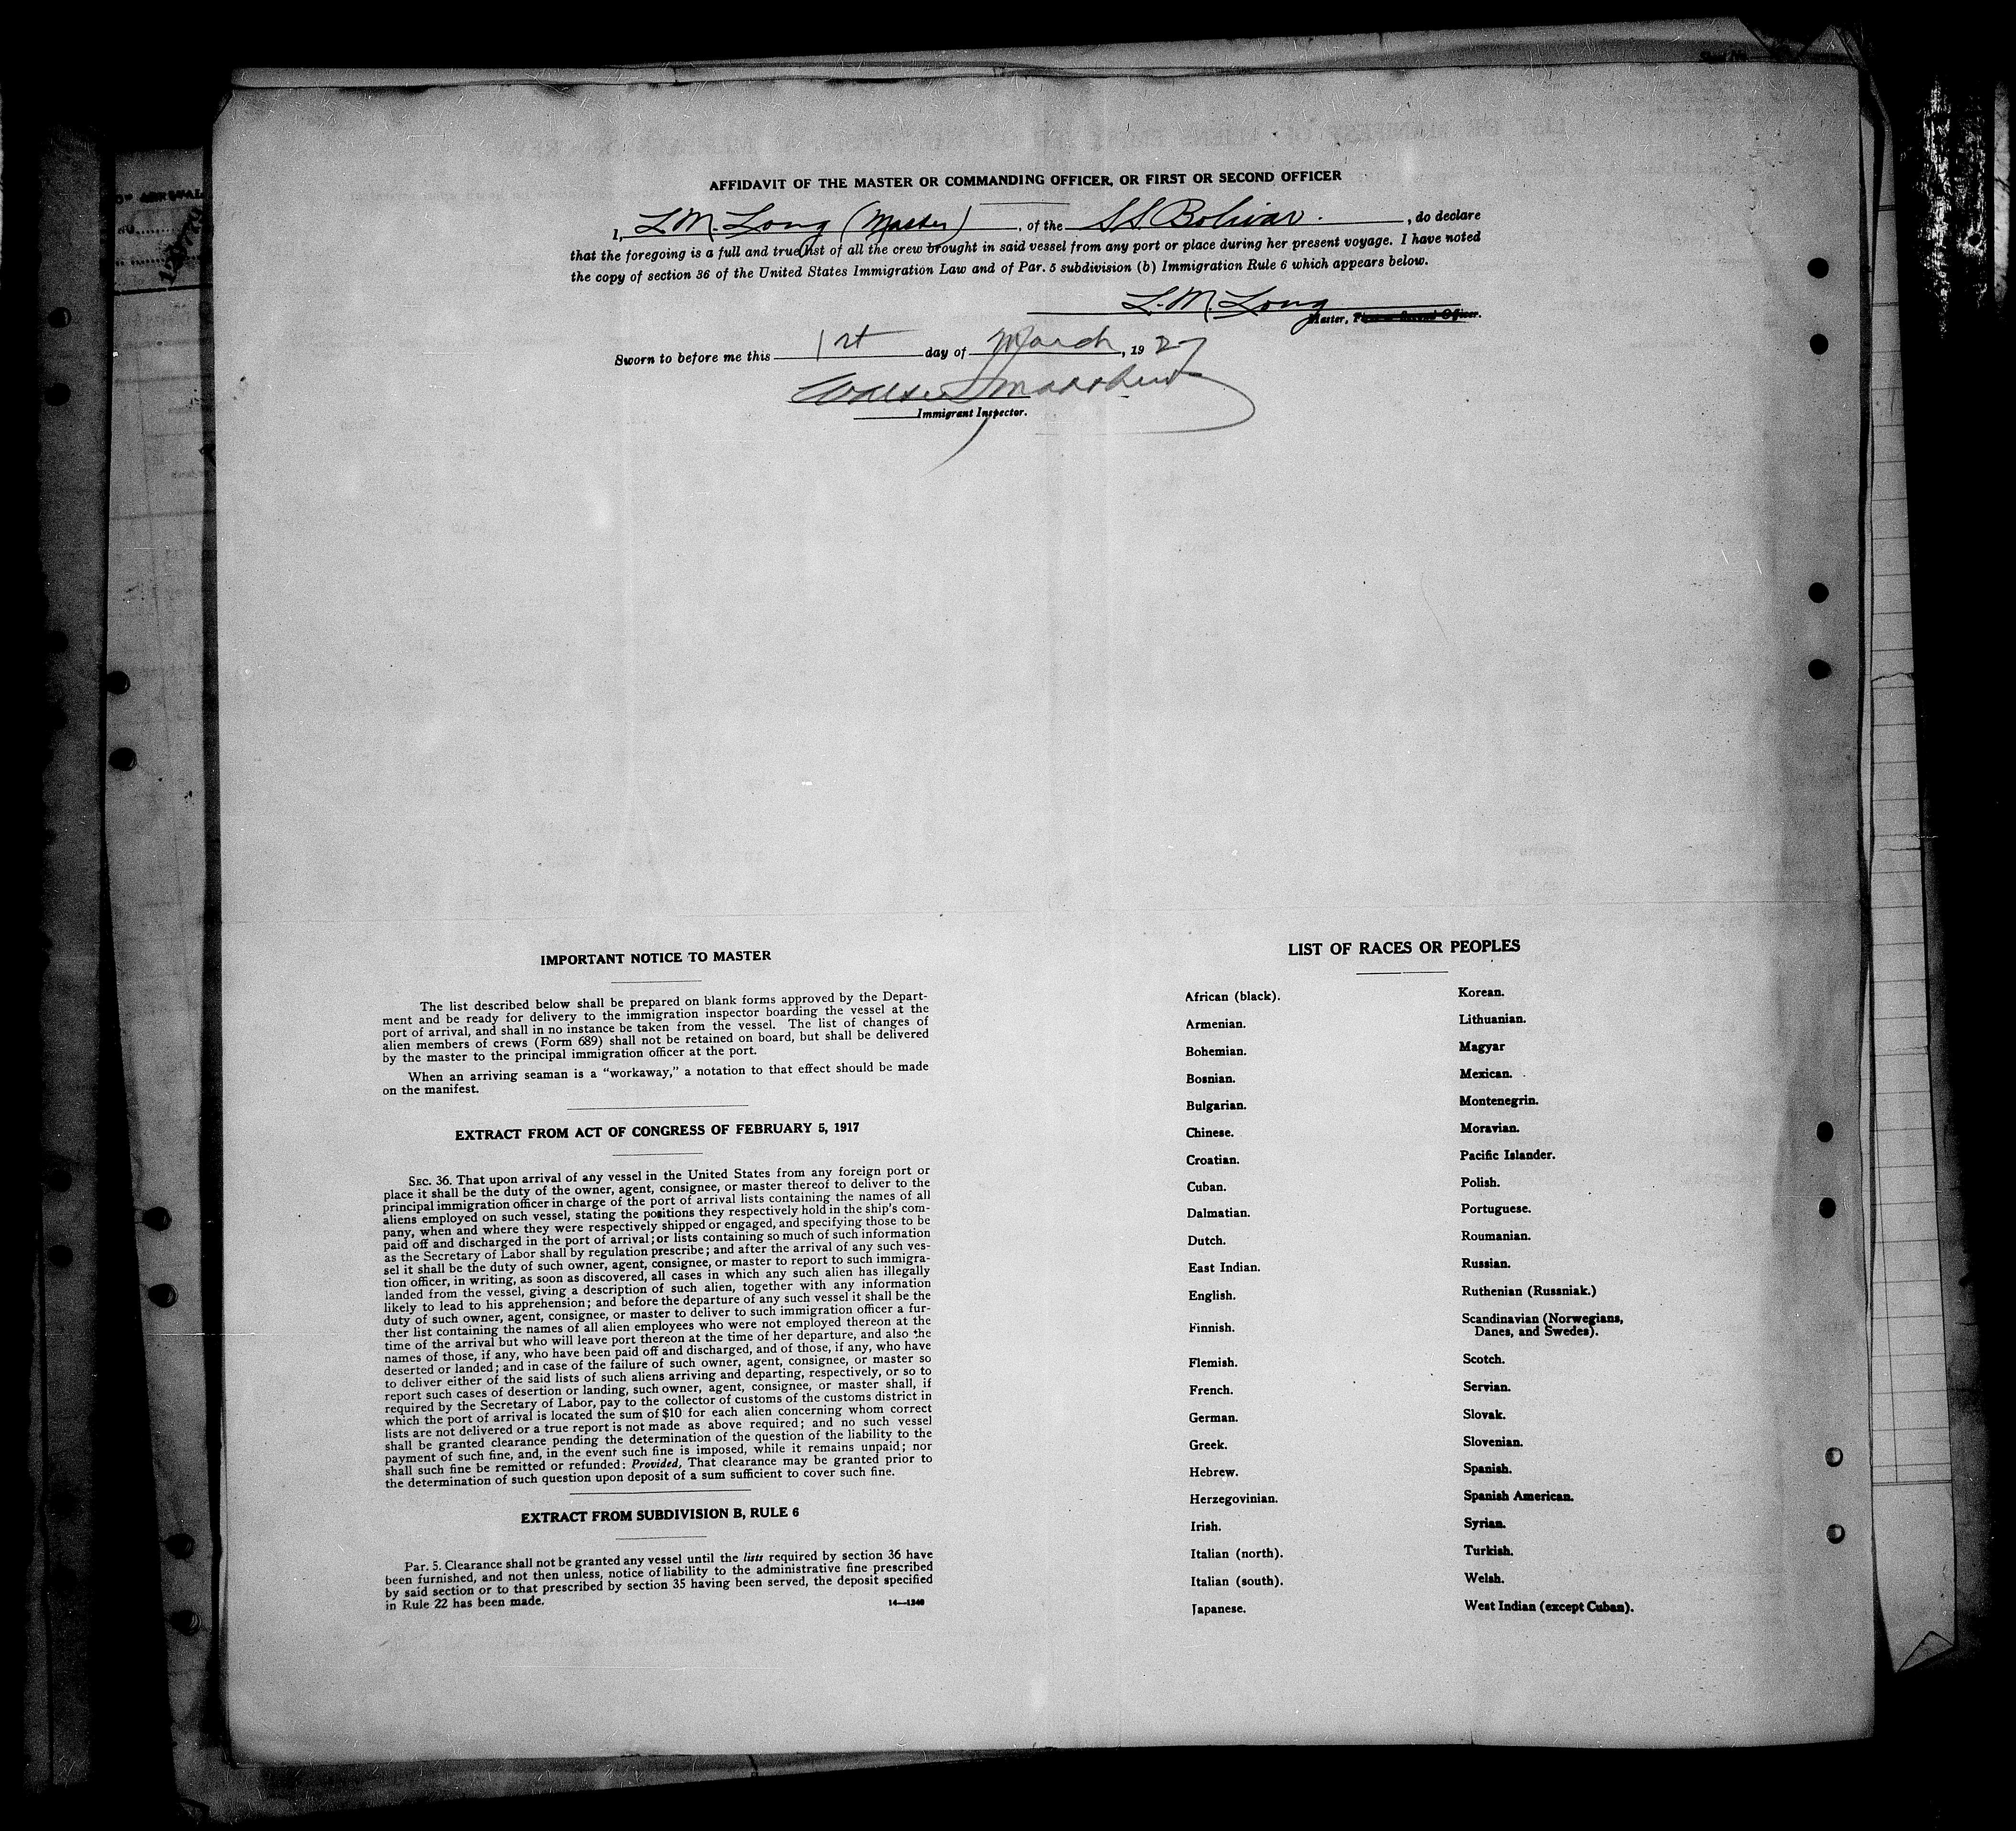 AFFIDAVIT OF THE MASTER OR COMMANDING OFFICER, OR FIRST OR SECOND OFFICER
I, L M. Long (Master), of the SS. Bolivar., do declare
that the foregoing is a full and true list of all the crew brought in said vessel from any port or place during her present voyage. I have noted
the copy of section 36 of the United States Immigration Law and of Par. 5 subdivision (b) Immigration Rule 6 which appears below.
L. M. Long
Master, First or Second Officer.
Sworn to before me this 1st day of March, 1927
Immigrant Inspector.
IMPORTANT NOTICE TO MASTER
The list described below shall be prepared on blank forms approved by the Depart-
ment and be ready for delivery to the immigration inspector boarding the vessel at the
port of arrival, and shall in no instance be taken from the vessel. The list of changes of
alien members of crews (Form 689) shall not be retained on board, but shall be delivered
by the master to the principal immigration officer at the port.
When an arriving seaman is a “workaway,” a notation to that effect should be made
on the manifest.
EXTRACT FROM ACT OF CONGRESS OF FEBRUARY 5, 1917
SEC. 36. That upon arrival of any vessel in the United States from any foreign port or
place it shall be the duty of the owner, agent, consignee, or master thereof to deliver to the
principal immigration officer in charge of the port of arrival lists containing the names of all
aliens employed on such vessel, stating the positions they respectively hold in the ship's com-
pany, when and where they were respectively shipped or engaged, and specifying those to be
paid off and discharged in the port of arrival; or lists containing so much of such information
as the Secretary of Labor shall by regulation prescribe; and after the arrival of any such ves-
sel it shall be the duty of such owner, agent, consignee, or master to report to such immigra-
tion officer, in writing, as soon as discovered, all cases in which any such alien has illegally
landed from the vessel, giving a description of such alien, together with any information
likely to lead to his apprehension; and before the departure of any such vessel it shall be the
duty of such owner, agent, consignee, or master to deliver to such immigration officer a fur-
ther list containing the names of all alien employees who were not employed thereon at the
time of the arrival but who will leave port thereon at the time of her departure, and also the
names of those, if any, who have been paid off and discharged, and of those, if any, who have
deserted or landed; and in case of the failure of such owner, agent, consignee, or master so
to deliver either of the said lists of such aliens arriving and departing, respectively, or so to
report such cases of desertion or landing, such owner, agent, consignee, or master shall, if
required by the Secretary of Labor, pay to the collector of customs of the customs district in
which the port of arrival is located the sum of $10 for each alien concerning whom correct
lists are not delivered or a true report is not made as above required; and no such vessel
shall be granted clearance pending the determination of the question of the liability to the
payment of such fine, and, in the event such fine is imposed, while it remains unpaid; nor
shall such fine be remitted or refunded: Provided, That clearance may be granted prior to
the determination of such question upon deposit of a sum sufficient to cover such fine.
EXTRACT FROM SUBDIVISION B, RULE 6
Par. 5. Clearance shall not be granted any vessel until the lists required by section 36 have
been furnished, and not then unless, notice of liability to the administrative fine prescribed
by said section or to that prescribed by section 35 having been served, the deposit specified
in Rule 22 has been made.
14—1240
LIST OF RACES OR PEOPLES
African (black).
Armenian.
Bohemian.
Bosnian.
Bulgarian.
Chinese.
Croatian.
Cuban.
Dalmatian.
Dutch.
East Indian.
English.
Finnish.
Flemish.
French.
German.
Greek.
Hebrew.
Herzegovinian.
Irish.
Italian (north).
Italian (south).
Japanese.
Korean.
Lithuanian.
Magyar
Mexican.
Montenegrin.
Moravian.
Pacific Islander.
Polish.
Portuguese.
Roumanian.
Russian.
Ruthenian (Russniak.)
Scandinavian (Norwegians,
Danes, and Swedes).
Scotch.
Servian.
Slovak.
Slovenian.
Spanish.
Spanish American.
Syrian.
Turkish.
Welsh.
West Indian (except Cuban).